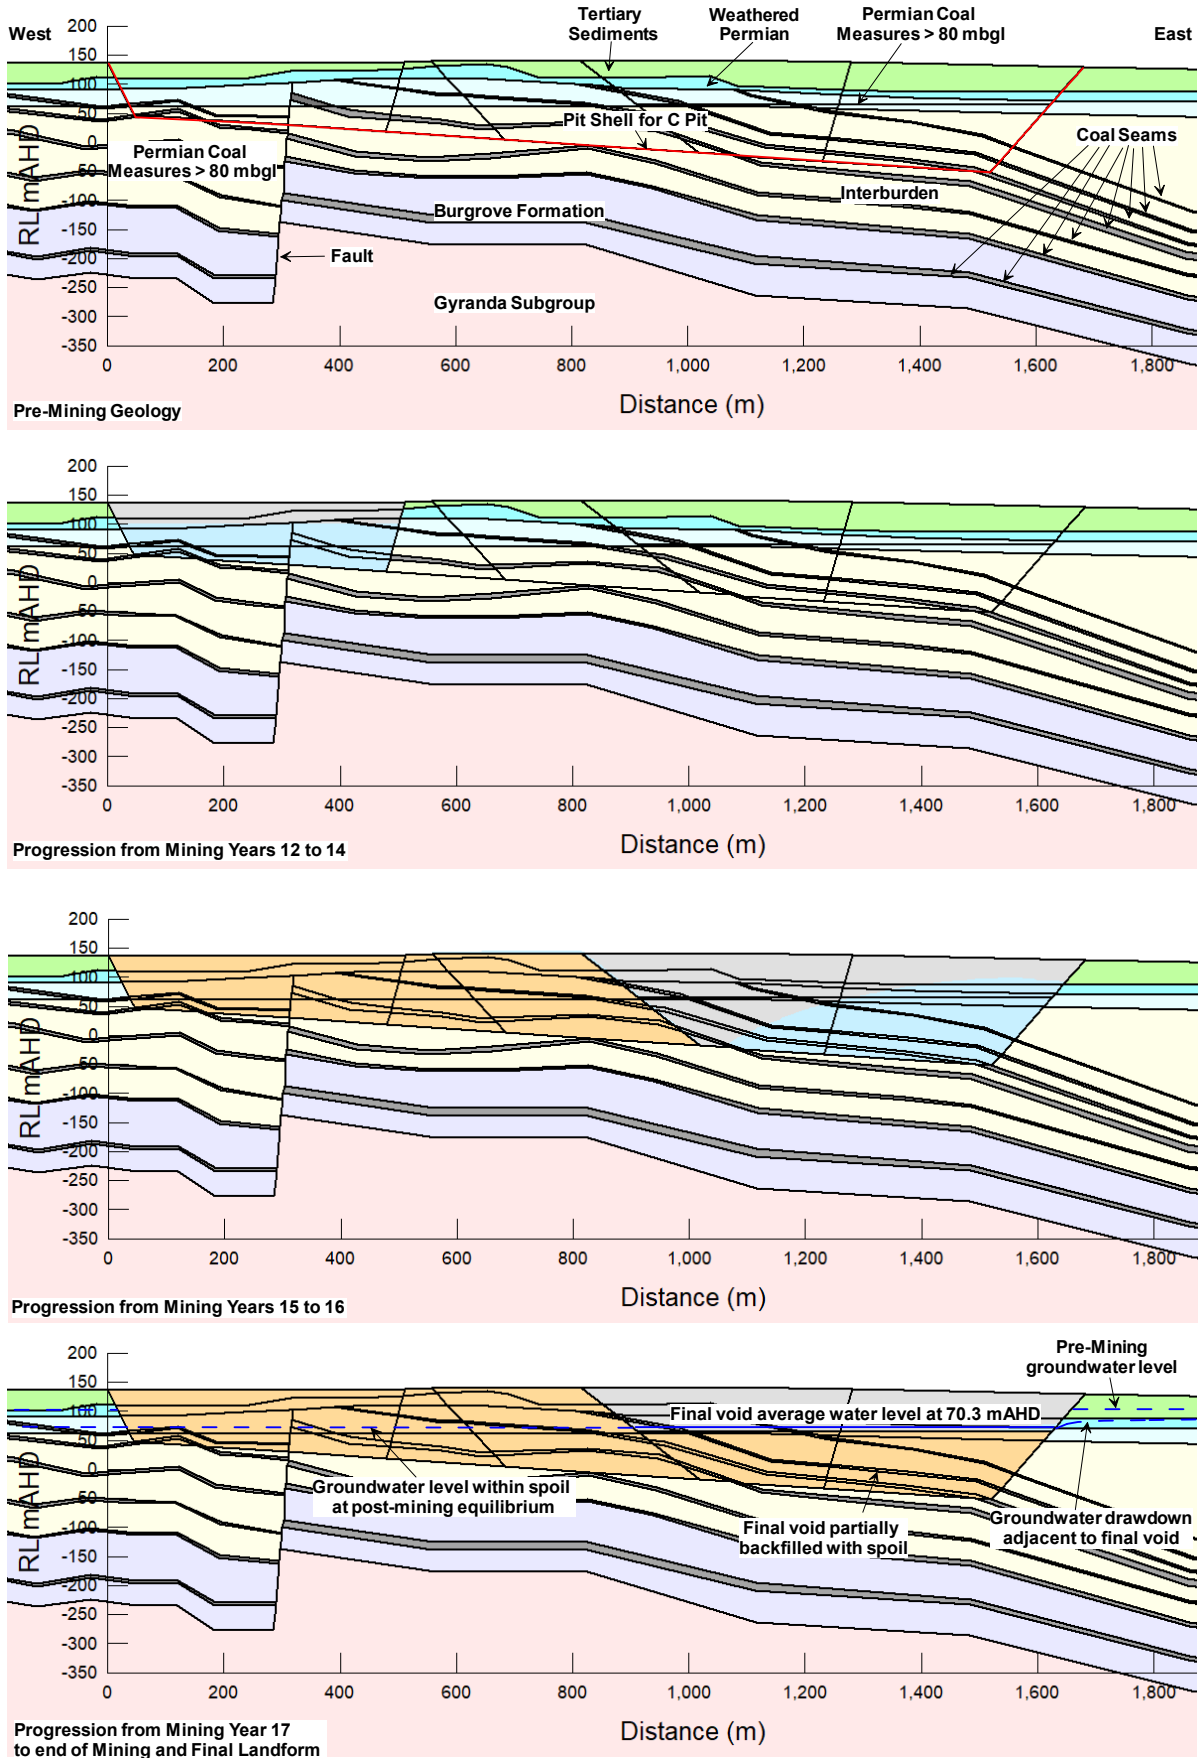 West
Tertiary
Sediments
Weathered
Permian
Permian Coal
Measures > 80 mbgl
East
200
150
100
50
0
-50
-100
-150
-200
-250
-300
-350
RL mAHD
Permian Coal
Measures > 80 mbgl
Pit Shell for C Pit
Coal Seams
Interburden
Burgrove Formation
Fault
Gyranda Subgroup
0 200 400 600 800 1,000 1,200 1,400 1,600 1,800
Distance (m)
Pre-Mining Geology
200
150
100
50
0
-50
-100
-150
-200
-250
-300
-350
RL mAHD
0 200 400 600 800 1,000 1,200 1,400 1,600 1,800
Distance (m)
Progression from Mining Years 12 to 14
200
150
100
50
0
-50
-100
-150
-200
-250
-300
-350
RL mAHD
0 200 400 600 800 1,000 1,200 1,400 1,600 1,800
Distance (m)
Progression from Mining Years 15 to 16
200
150
100
50
0
-50
-100
-150
-200
-250
-300
-350
RL mAHD
Pre-Mining
groundwater level
Final void average water level at 70.3 mAHD
Groundwater level within spoil
at post-mining equilibrium
Final void partially
backfilled with spoil
Groundwater drawdown
adjacent to final void
0 200 400 600 800 1,000 1,200 1,400 1,600 1,800
Distance (m)
Progression from Mining Year 17
to end of Mining and Final Landform